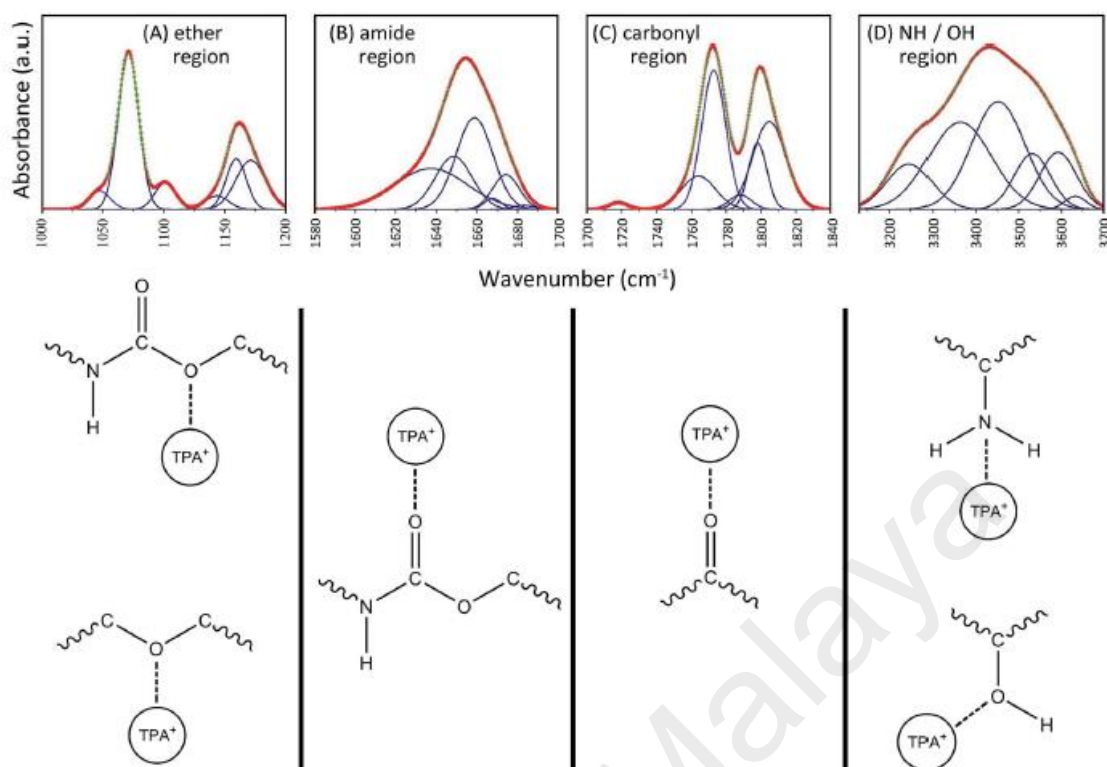 (A) ether region
(B) amide region
(C) carbonyl region
(D) NH / OH region
Absorbance (a.u.)
1000 1050 1100 1150 1200
1580 1600 1620 1640 1660 1680 1700
1700 1720 1740 1760 1780 1800 1820 1840
3200 3300 3400 3500 3600 3700
Wavenumber (cm⁻¹)
O
N C O C
H
TPA⁺
C O C
TPA⁺
TPA⁺
O
N C O C
H
TPA⁺
O
C
C
H N H
TPA⁺
C
O H
TPA⁺
Malaya